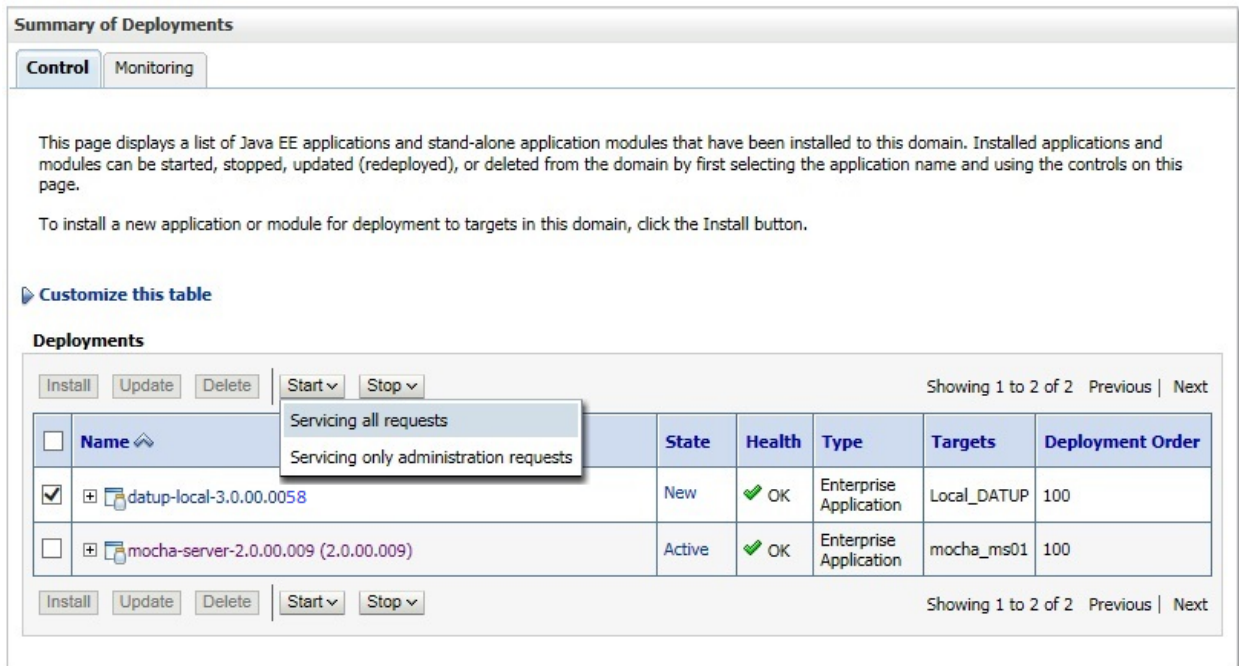 Summary of Deployments
Control Monitoring
This page displays a list of Java EE applications and stand-alone application modules that have been installed to this domain. Installed applications and
modules can be started, stopped, updated (redeployed), or deleted from the domain by first selecting the application name and using the controls on this
page.
To install a new application or module for deployment to targets in this domain, click the Install button.
Customize this table
Deployments
Install Update Delete Start Stop Showing 1 to 2 of 2 Previous | Next
Servicing all requests
Servicing only administration requests
Name State Health Type Targets Deployment Order
datup-local-3.0.00.0058 New OK Enterprise Application Local_DATUP 100
mocha-server-2.0.00.009 (2.0.00.009) Active OK Enterprise Application mocha_ms01 100
Install Update Delete Start Stop Showing 1 to 2 of 2 Previous | Next